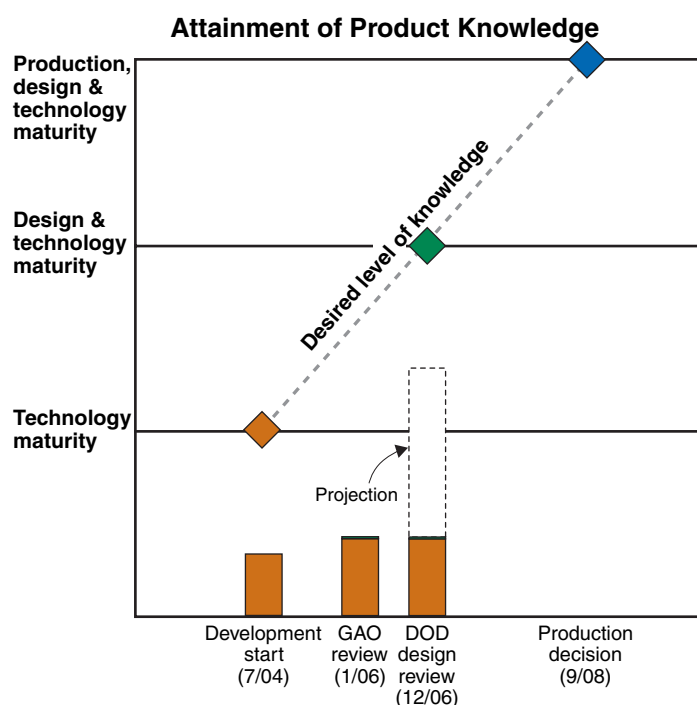 Attainment of Product Knowledge
Production,
design &
technology
maturity
Design &
technology
maturity
Desired level of knowledge
Technology
maturity
Projection
Development
start
(7/04)
GAO
review
(1/06)
DOD
design
review
(12/06)
Production
decision
(9/08)